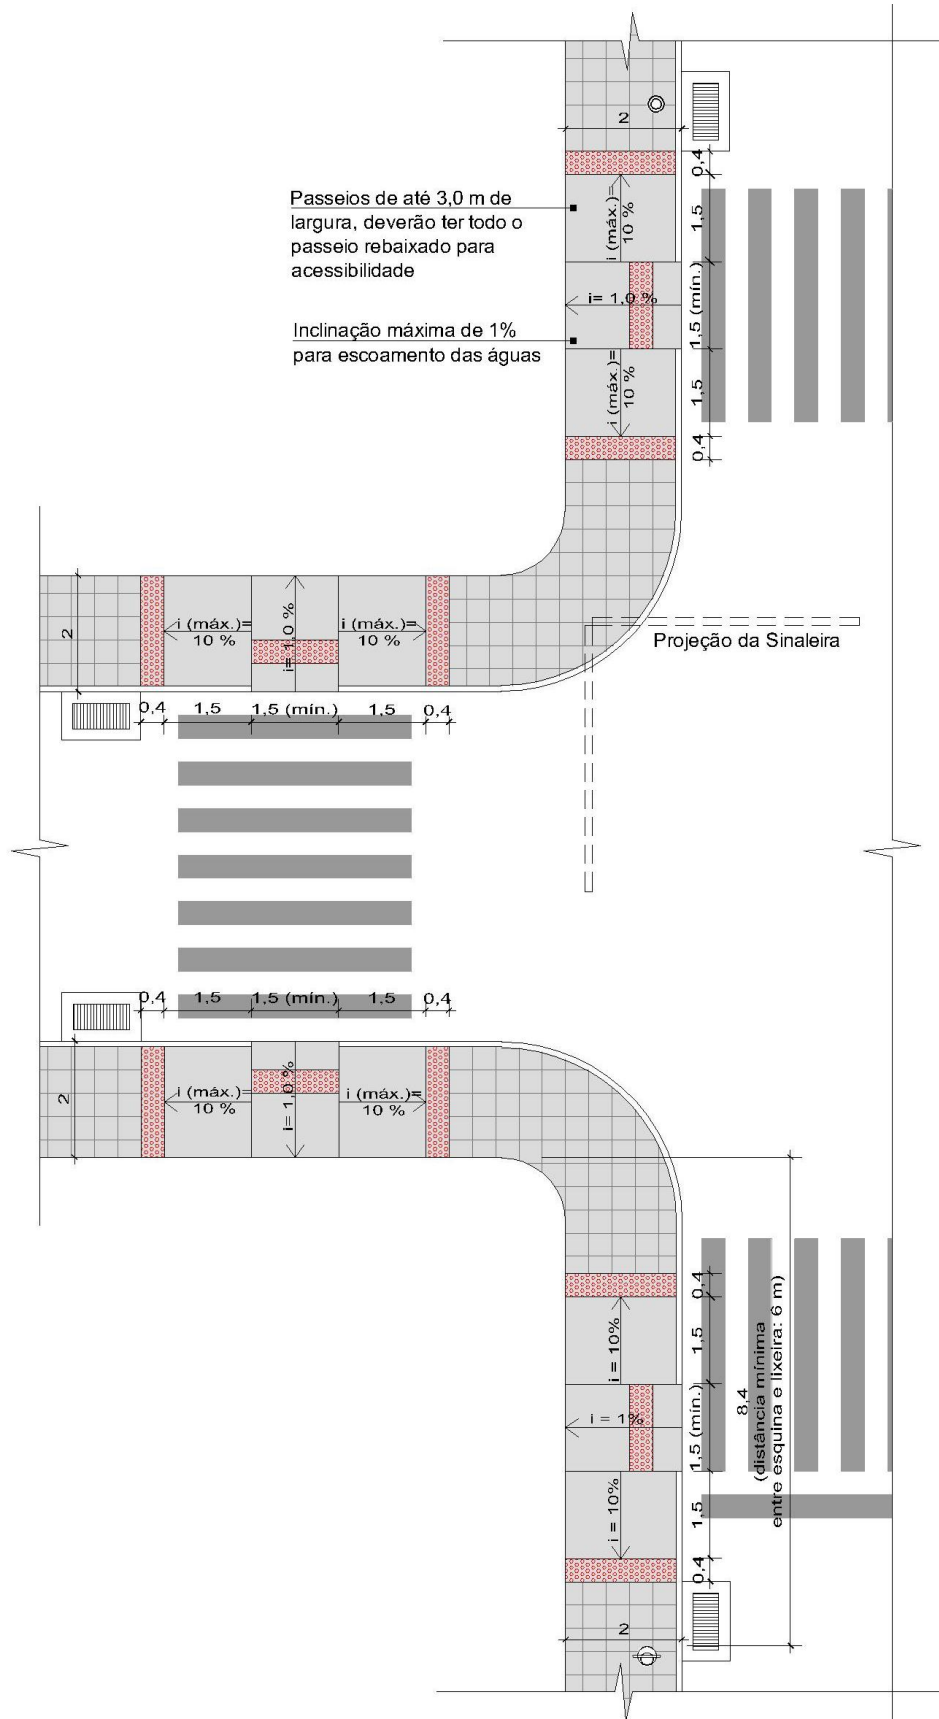 2
0,4
Passeios de até 3,0 m de
largura, deverão ter todo o
passeio rebaixado para
acessibilidade
i (máx.)=
10 %
1,5
i= 1,0 %
1,5 (mín.)
Inclinação máxima de 1%
para escoamento das águas
i (máx.)=
10 %
1,5
0,4
2
i (máx.)=
10 %
i= 1,0 %
i (máx.)=
10 %
Projeção da Sinaleira
0,4
1,5
1,5 (mín.)
1,5
0,4
0,4
1,5
1,5 (mín.)
1,5
0,4
2
i (máx.)=
10 %
i= 1,0 %
i (máx.)=
10 %
0,4
i = 10%
1,5
i = 1%
1,5 (mín.)
8,4
(distância mínima
entre esquina e lixeira: 6 m)
i = 10%
1,5
0,4
2